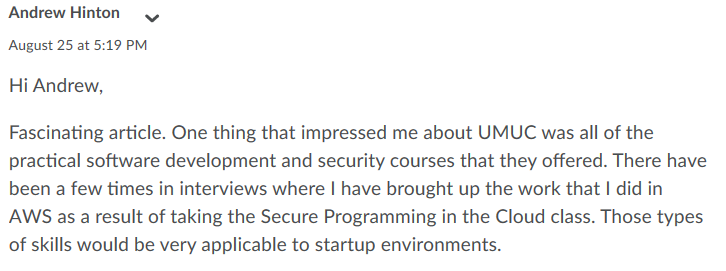 Andrew Hinton
August 25 at 5:19 PM
Hi Andrew,
Fascinating article. One thing that impressed me about UMUC was all of the
practical software development and security courses that they offered. There have
been a few times in interviews where I have brought up the work that I did in
AWS as a result of taking the Secure Programming in the Cloud class. Those types
of skills would be very applicable to startup environments.